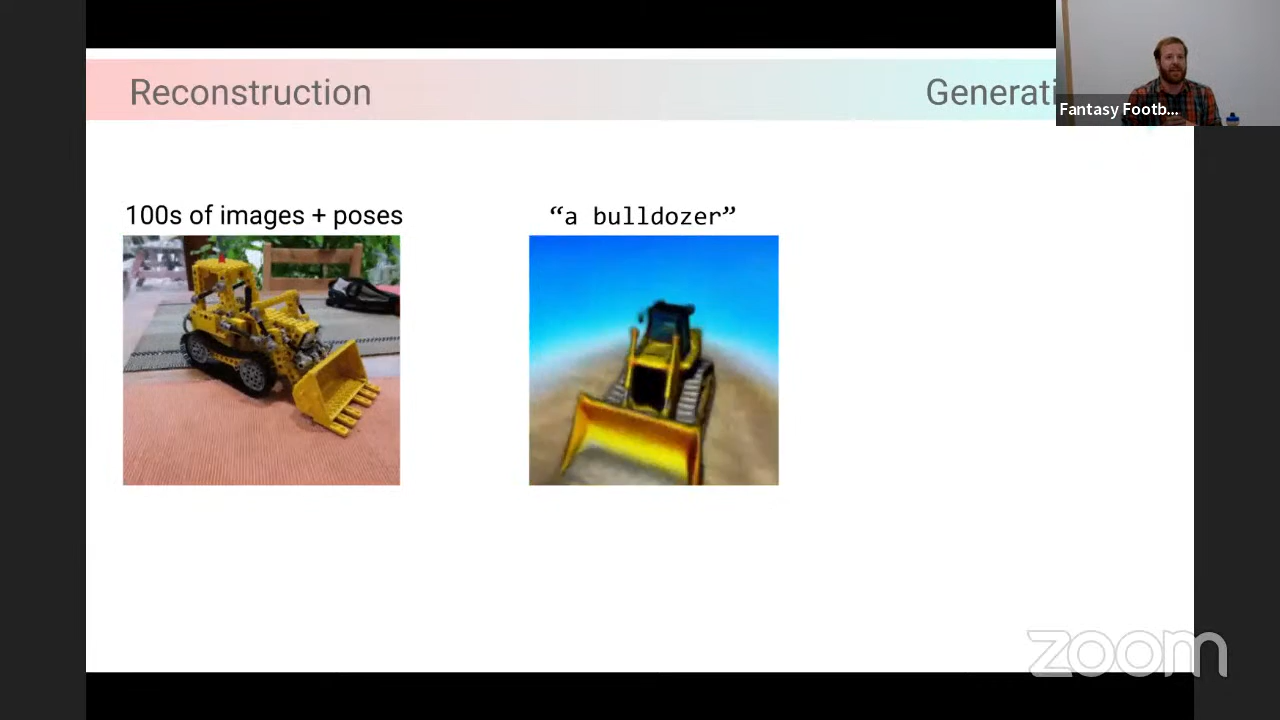 Reconstruction
Generati
Fantasy Footb...
100s of images + poses
“a bulldozer”
zoom